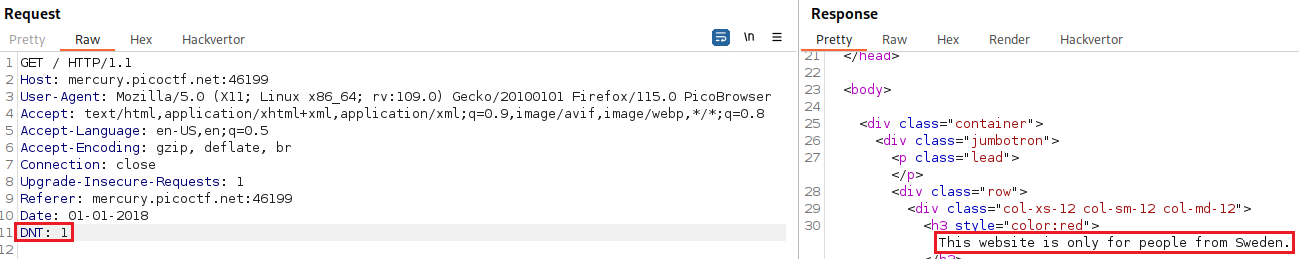 Request
Pretty Raw Hex Hackvertor
\n
1 GET / HTTP/1.1
2 Host: mercury.picoctf.net:46199
3 User-Agent: Mozilla/5.0 (X11; Linux x86_64; rv:109.0) Gecko/20100101 Firefox/115.0 PicoBrowser
4 Accept: text/html,application/xhtml+xml,application/xml;q=0.9,image/avif,image/webp,*/*;q=0.8
5 Accept-Language: en-US,en;q=0.5
6 Accept-Encoding: gzip, deflate, br
7 Connection: close
8 Upgrade-Insecure-Requests: 1
9 Referer: mercury.picoctf.net:46199
10 Date: 01-01-2018
11 DNT: 1
12
Response
Pretty Raw Hex Render Hackvertor
21 </head>
22
23 <body>
24
25 <div class="container">
26 <div class="jumbotron">
27 <p class="lead">
</p>
28 <div class="row">
29 <div class="col-xs-12 col-sm-12 col-md-12">
30 <h3 style="color:red">
This website is only for people from Sweden.
</h3>